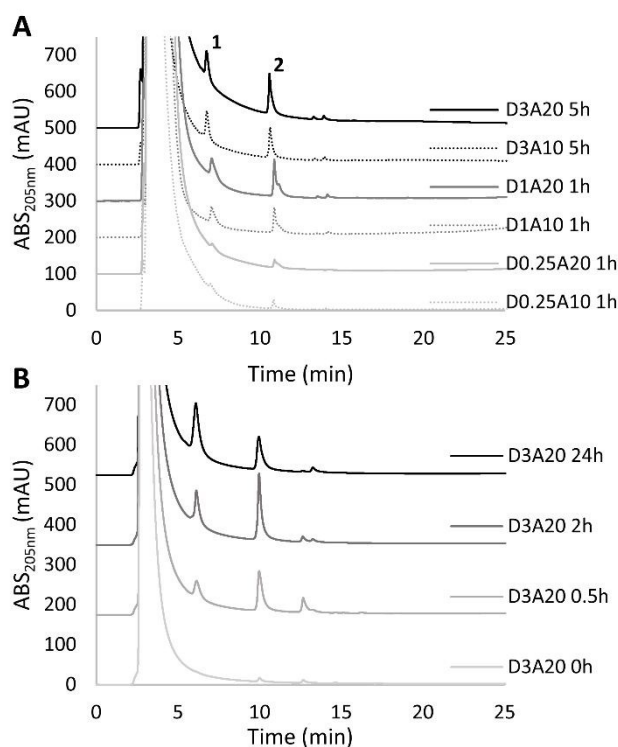 A
700
600
500
400
300
200
100
0
ABS205nm (mAU)
1
2
D3A20 5h
D3A10 5h
D1A20 1h
D1A10 1h
D0.25A20 1h
D0.25A10 1h
0 5 10 15 20 25
Time (min)
B
700
600
500
400
300
200
100
0
ABS205nm (mAU)
D3A20 24h
D3A20 2h
D3A20 0.5h
D3A20 0h
0 5 10 15 20 25
Time (min)